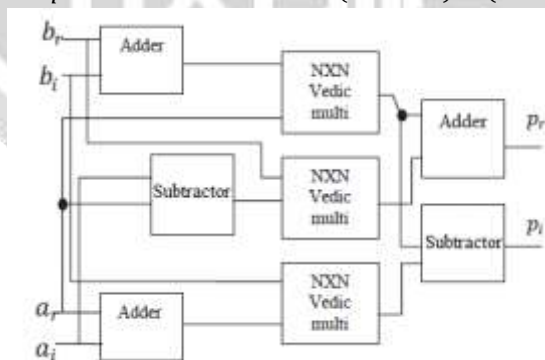 b_r
Adder
b_i
NXN
Vedic
multi
Adder
p_r
NXN
Vedic
multi
Subtractor
Subtractor
p_i
NXN
Vedic
multi
a_r
Adder
a_i